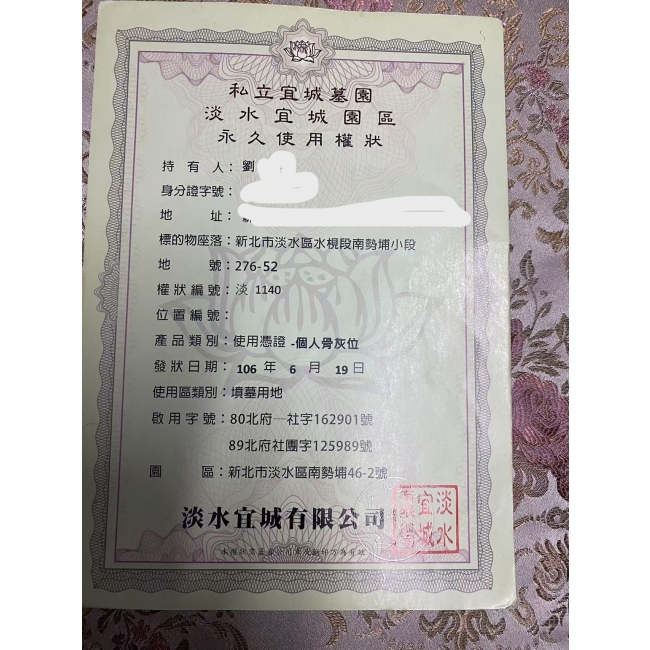 私立宜城墓園
淡水宜城園區
永久使用權狀
持有人：劉
身分證字號：
地址：新
標的物座落：新北市淡水區水梘段南勢埔小段
地號：276-52
權狀編號：淡 1140
位置編號：
產品類別：使用憑證 -個人骨灰位
發狀日期：106 年 6 月 19 日
使用區類別：墳墓用地
啟用字號：80北府一社字162901號
89北府社團字125989號
園區：新北市淡水區南勢埔46-2號
淡水宜城有限公司
淡水
宜城